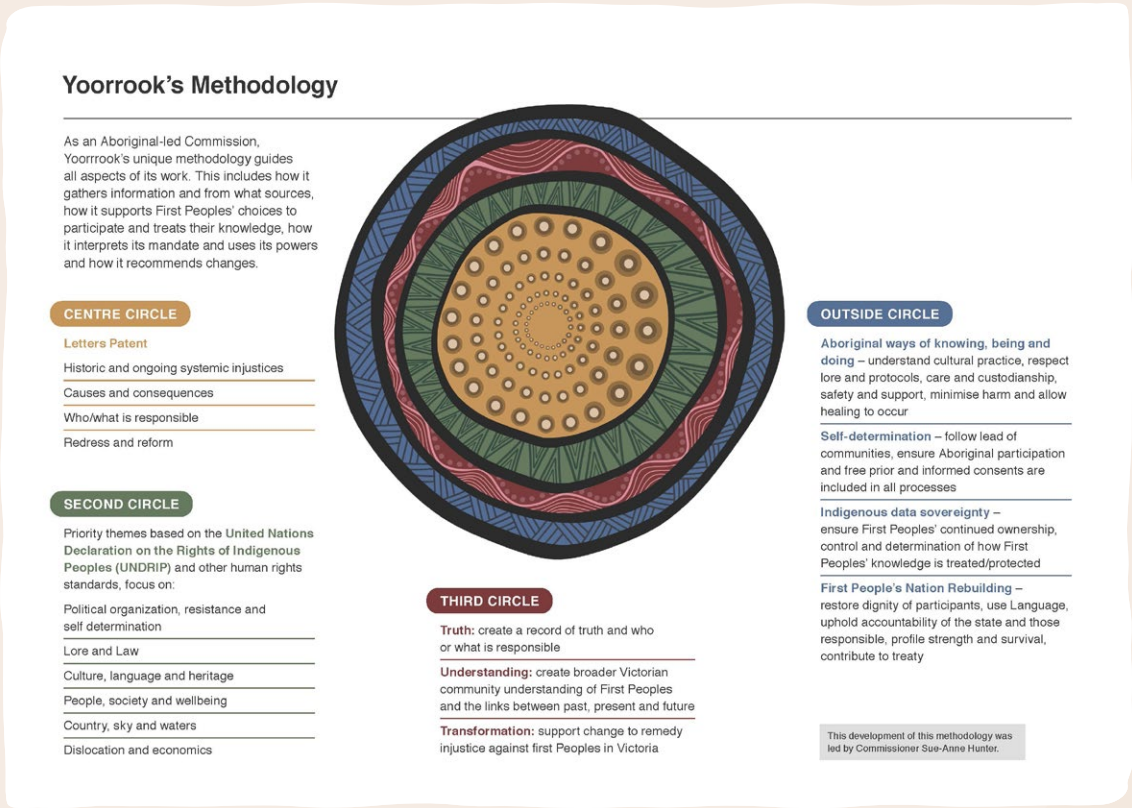 Yoorrook’s Methodology
As an Aboriginal-led Commission,
Yoorrrook’s unique methodology guides
all aspects of its work. This includes how it
gathers information and from what sources,
how it supports First Peoples’ choices to
participate and treats their knowledge, how
it interprets its mandate and uses its powers
and how it recommends changes.
CENTRE CIRCLE
Letters Patent
Historic and ongoing systemic injustices
Causes and consequences
Who/what is responsible
Redress and reform
SECOND CIRCLE
Priority themes based on the United Nations
Declaration on the Rights of Indigenous
Peoples (UNDRIP) and other human rights
standards, focus on:
Political organization, resistance and
self determination
Lore and Law
Culture, language and heritage
People, society and wellbeing
Country, sky and waters
Dislocation and economics
THIRD CIRCLE
Truth: create a record of truth and who
or what is responsible
Understanding: create broader Victorian
community understanding of First Peoples
and the links between past, present and future
Transformation: support change to remedy
injustice against first Peoples in Victoria
OUTSIDE CIRCLE
Aboriginal ways of knowing, being and
doing – understand cultural practice, respect
lore and protocols, care and custodianship,
safety and support, minimise harm and allow
healing to occur
Self-determination – follow lead of
communities, ensure Aboriginal participation
and free prior and informed consents are
included in all processes
Indigenous data sovereignty –
ensure First Peoples’ continued ownership,
control and determination of how First
Peoples’ knowledge is treated/protected
First People’s Nation Rebuilding –
restore dignity of participants, use Language,
uphold accountability of the state and those
responsible, profile strength and survival,
contribute to treaty
This development of this methodology was
led by Commissioner Sue-Anne Hunter.